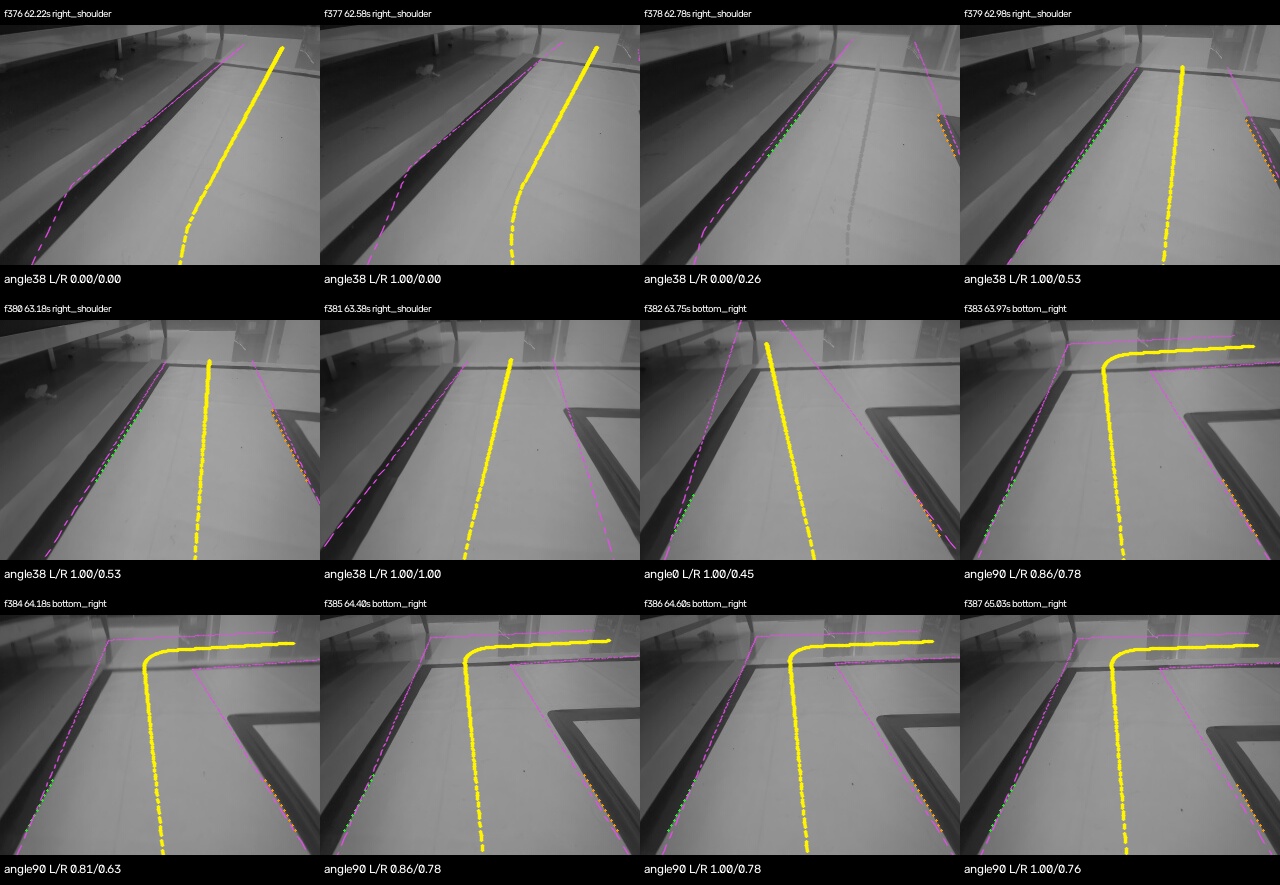 f376 62.22s right_shoulder
f377 62.58s right_shoulder
f378 62.78s right_shoulder
f379 62.98s right_shoulder
angle38 L/R 0.00/0.00
angle38 L/R 1.00/0.00
angle38 L/R 0.00/0.26
angle38 L/R 1.00/0.53
f380 63.18s right_shoulder
f381 63.38s right_shoulder
f382 63.75s bottom_right
f383 63.97s bottom_right
angle38 L/R 1.00/0.53
angle38 L/R 1.00/1.00
angle0 L/R 1.00/0.45
angle90 L/R 0.86/0.78
f384 64.18s bottom_right
f385 64.40s bottom_right
f386 64.60s bottom_right
f387 65.03s bottom_right
angle90 L/R 0.81/0.63
angle90 L/R 0.86/0.78
angle90 L/R 1.00/0.78
angle90 L/R 1.00/0.76